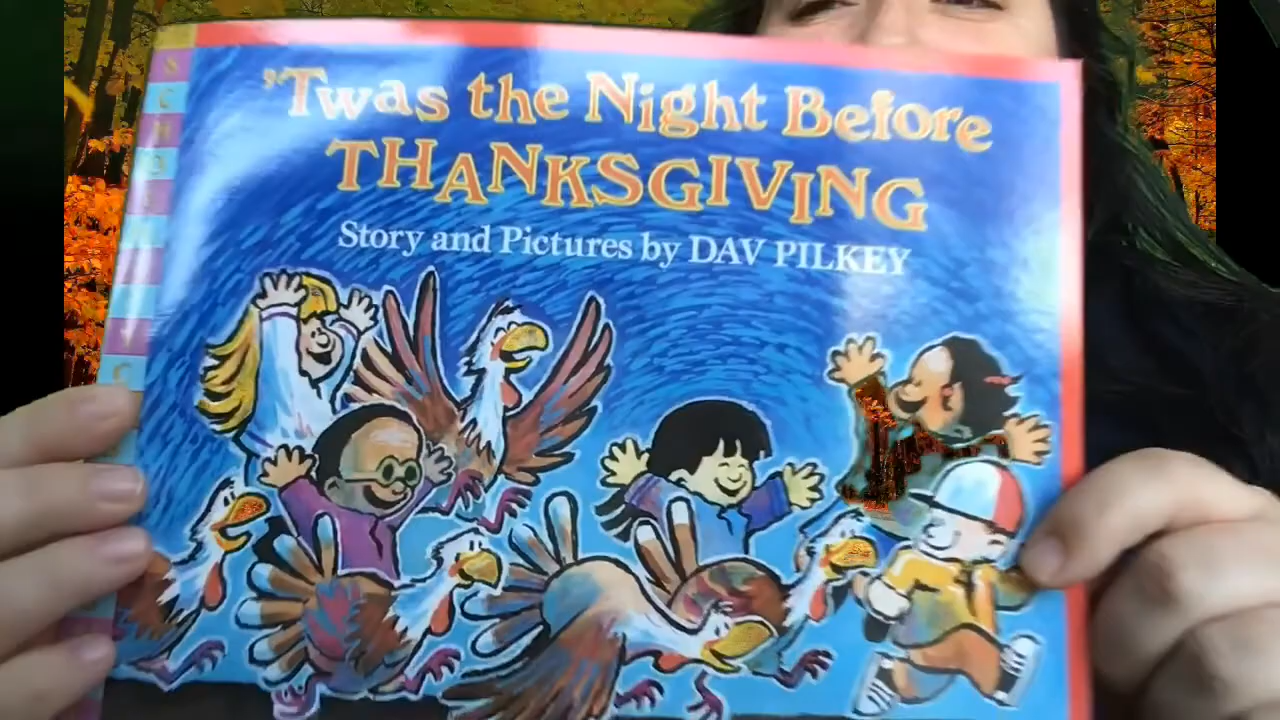 'Twas the Night Before
THANKSGIVING
Story and Pictures by DAV PILKEY